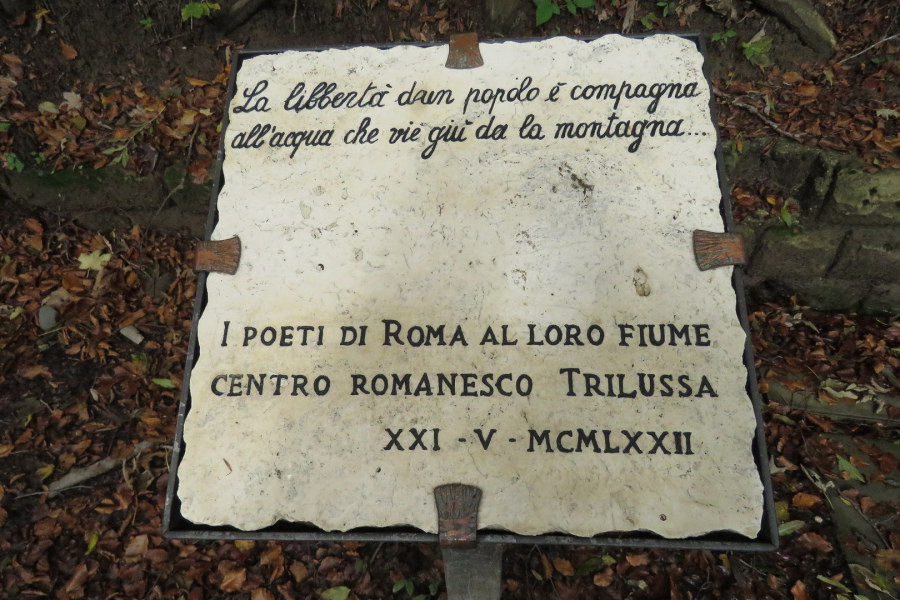 La libbertà d'un popolo è compagna
all'acqua che viè giù da la montagna...
I POETI DI ROMA AL LORO FIUME
CENTRO ROMANESCO TRILUSSA
XXI - V - MCMLXXII